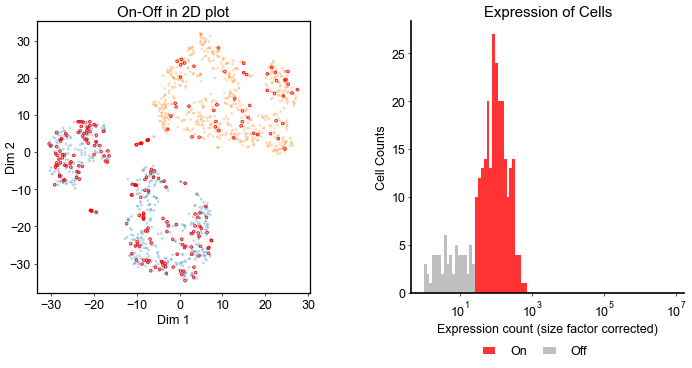 On-Off in 2D plot
Dim 2
30
20
10
0
−10
−20
−30
−30 −20 −10 0 10 20 30
Dim 1
Expression of Cells
Cell Counts
25
20
15
10
5
0
10^1 10^3 10^5 10^7
Expression count (size factor corrected)
On Off